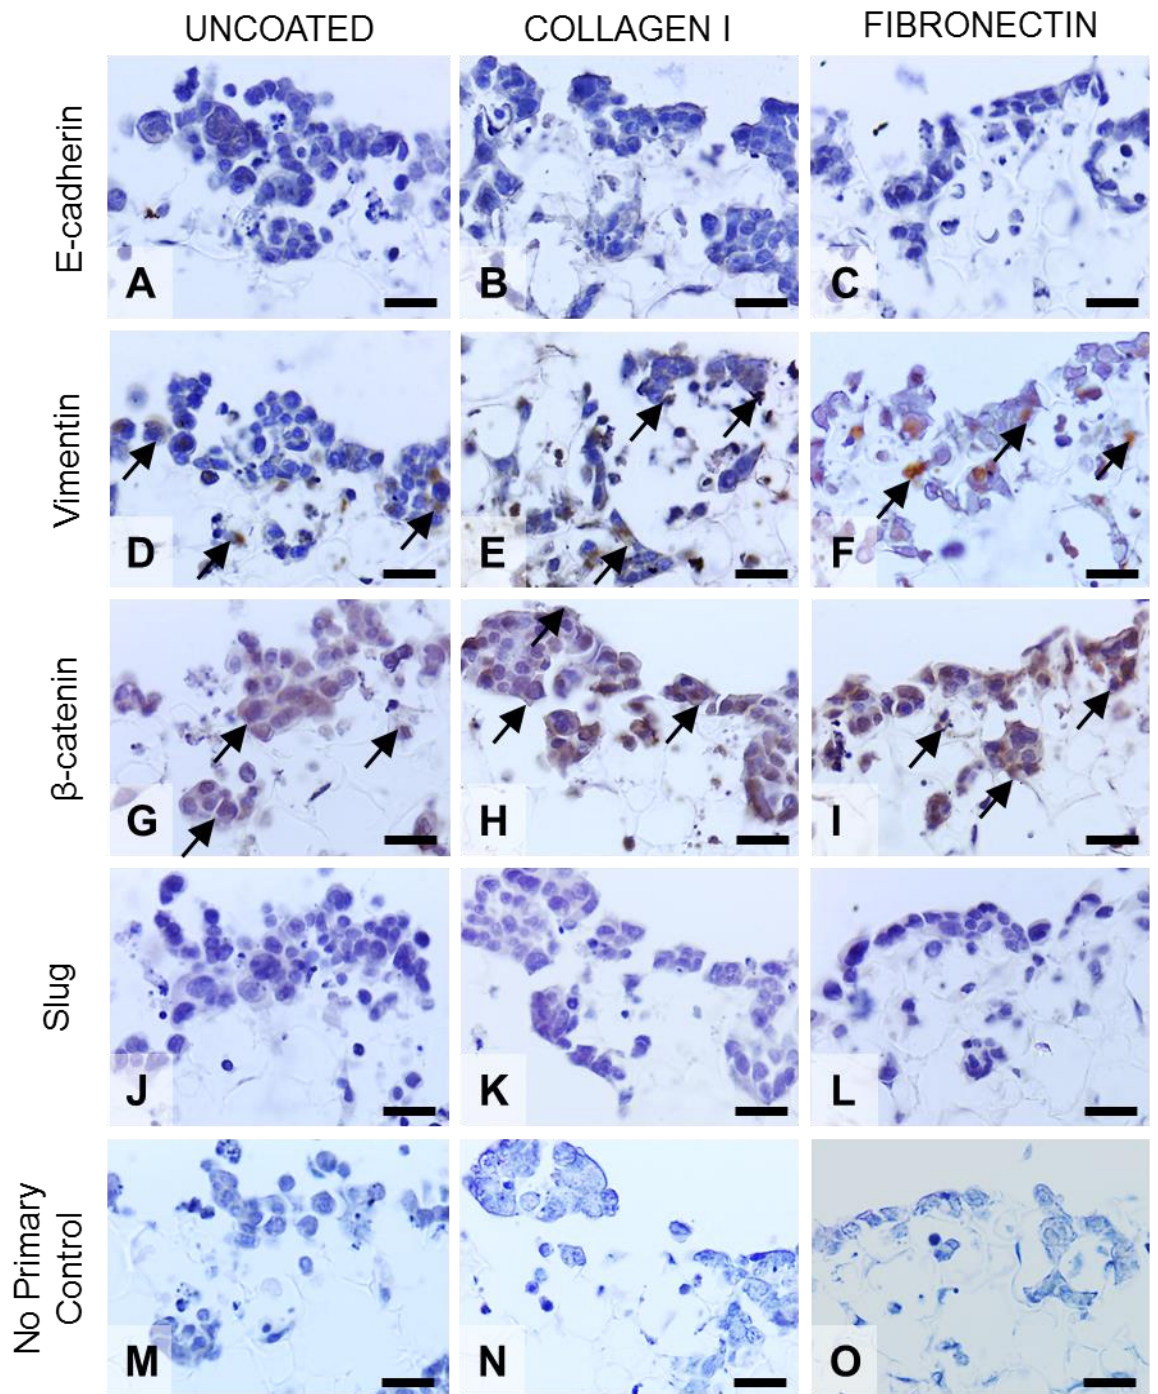 UNCOATED COLLAGEN I FIBRONECTIN
E-cadherin
A B C
Vimentin
D E F
β-catenin
G H I
Slug
J K L
No Primary
Control
M N O